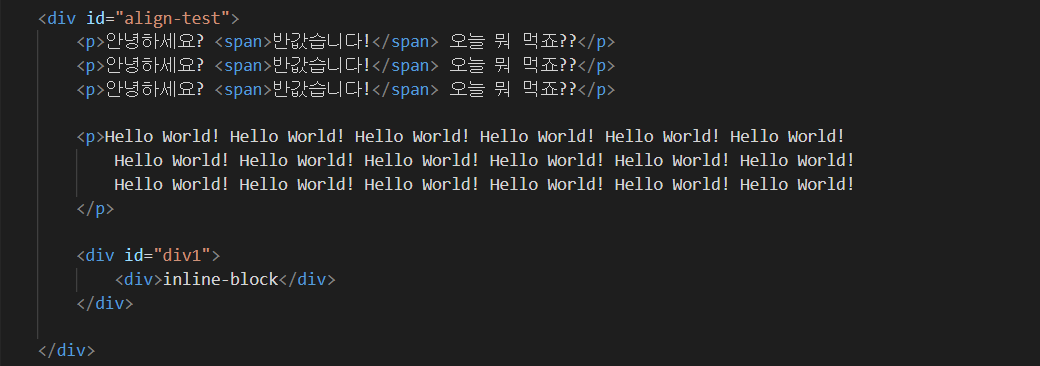 <div id="align-test">
<p>안녕하세요? <span>반값습니다!</span> 오늘 뭐 먹죠??</p>
<p>안녕하세요? <span>반값습니다!</span> 오늘 뭐 먹죠??</p>
<p>안녕하세요? <span>반값습니다!</span> 오늘 뭐 먹죠??</p>
<p>Hello World! Hello World! Hello World! Hello World! Hello World! Hello World!
Hello World! Hello World! Hello World! Hello World! Hello World! Hello World!
Hello World! Hello World! Hello World! Hello World! Hello World! Hello World!
</p>
<div id="div1">
<div>inline-block</div>
</div>
</div>